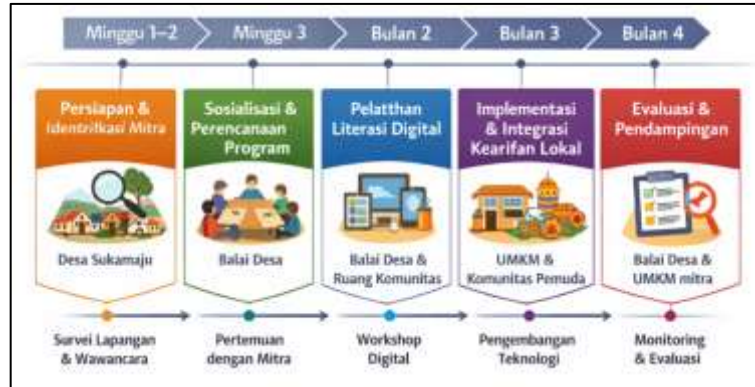 Minggu 1–2
Minggu 3
Bulan 2
Bulan 3
Bulan 4
Persiapan &
Identrifkasi Mitra
Desa Sukamaju
Survei Lapangan
& Wawancara
Sosialisasi &
Perencanaan
Program
Balai Desa
Pertemuan
dengan Mitra
Pelatthan
Literasi Digital
Balai Desa &
Ruang Komunitas
Workshop
Digital
Implementasi
& Integrasi
Kearifan Lokal
UMKM &
Komunitas Pemuda
Pengembangan
Teknologi
Evaluasi &
Pendampingan
Balai Desa &
UMKM mitra
Monitoring
& Evaluasi